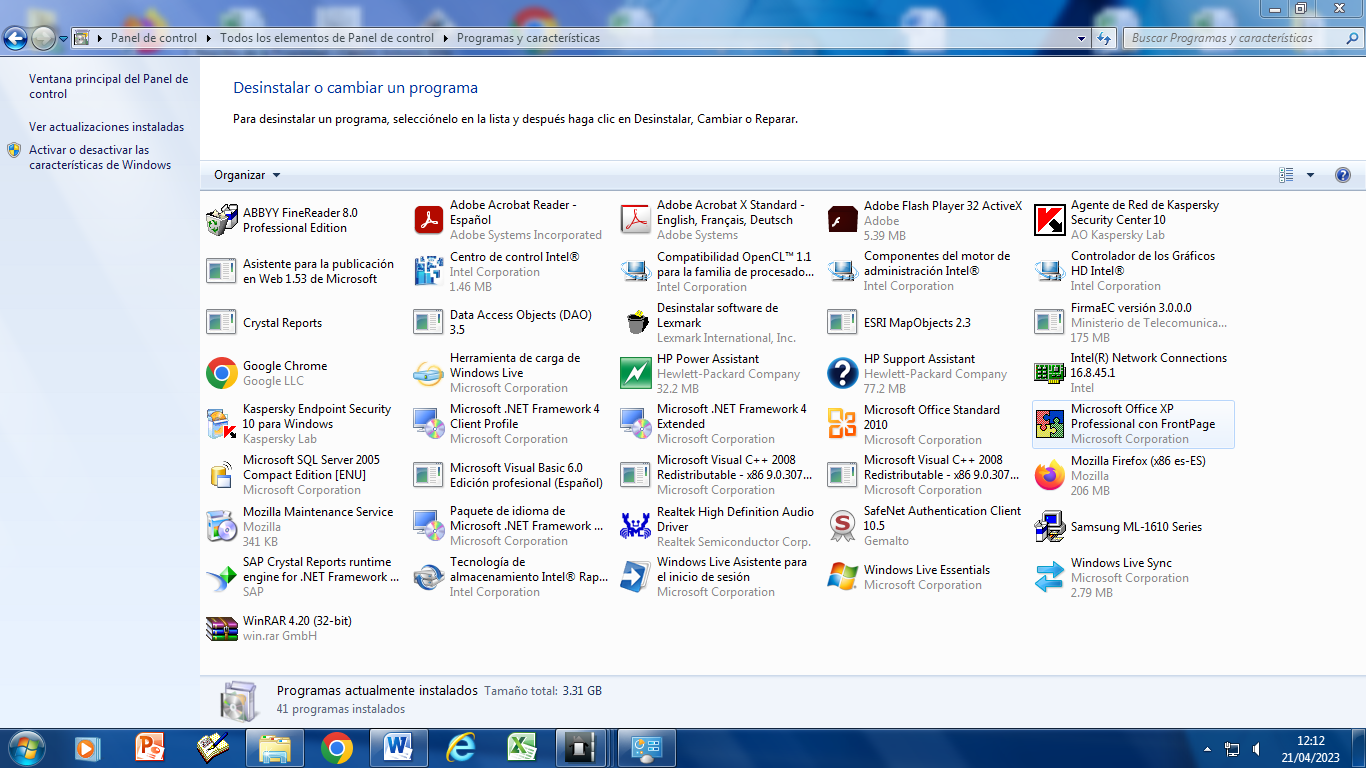 Panel de control
Todos los elementos de Panel de control
Programas y características
Buscar Programas y características
Ventana principal del Panel de
control
Ver actualizaciones instaladas
Activar o desactivar las
características de Windows
Desinstalar o cambiar un programa
Para desinstalar un programa, selecciónelo en la lista y después haga clic en Desinstalar, Cambiar o Reparar.
Organizar
ABBYY FineReader 8.0
Professional Edition
Adobe Acrobat Reader -
Español
Adobe Systems Incorporated
Adobe Acrobat X Standard -
English, Français, Deutsch
Adobe Systems
Adobe Flash Player 32 ActiveX
Adobe
5.39 MB
Agente de Red de Kaspersky
Security Center 10
AO Kaspersky Lab
Asistente para la publicación
en Web 1.53 de Microsoft
Centro de control Intel®
Intel Corporation
1.46 MB
Compatibilidad OpenCL™ 1.1
para la familia de procesado...
Intel Corporation
Componentes del motor de
administración Intel®
Intel Corporation
Controlador de los Gráficos
HD Intel®
Intel Corporation
Crystal Reports
Data Access Objects (DAO)
3.5
Desinstalar software de
Lexmark
Lexmark International, Inc.
ESRI MapObjects 2.3
FirmaEC versión 3.0.0.0
Ministerio de Telecomunica...
175 MB
Google Chrome
Google LLC
Herramienta de carga de
Windows Live
Microsoft Corporation
HP Power Assistant
Hewlett-Packard Company
32.2 MB
HP Support Assistant
Hewlett-Packard Company
77.2 MB
Intel(R) Network Connections
16.8.45.1
Intel
Kaspersky Endpoint Security
10 para Windows
Kaspersky Lab
Microsoft .NET Framework 4
Client Profile
Microsoft Corporation
Microsoft .NET Framework 4
Extended
Microsoft Corporation
Microsoft Office Standard
2010
Microsoft Corporation
Microsoft Office XP
Professional con FrontPage
Microsoft Corporation
Microsoft SQL Server 2005
Compact Edition [ENU]
Microsoft Corporation
Microsoft Visual Basic 6.0
Edición profesional (Español)
Microsoft Visual C++ 2008
Redistributable - x86 9.0.307...
Microsoft Corporation
Microsoft Visual C++ 2008
Redistributable - x86 9.0.307...
Microsoft Corporation
Mozilla Firefox (x86 es-ES)
Mozilla
206 MB
Mozilla Maintenance Service
Mozilla
341 KB
Paquete de idioma de
Microsoft .NET Framework ...
Microsoft Corporation
Realtek High Definition Audio
Driver
Realtek Semiconductor Corp.
SafeNet Authentication Client
10.5
Gemalto
Samsung ML-1610 Series
SAP Crystal Reports runtime
engine for .NET Framework ...
SAP
Tecnología de
almacenamiento Intel® Rap...
Intel Corporation
Windows Live Asistente para
el inicio de sesión
Microsoft Corporation
Windows Live Essentials
Microsoft Corporation
Windows Live Sync
Microsoft Corporation
2.79 MB
WinRAR 4.20 (32-bit)
win.rar GmbH
Programas actualmente instalados Tamaño total: 3.31 GB
41 programas instalados
12:12
21/04/2023